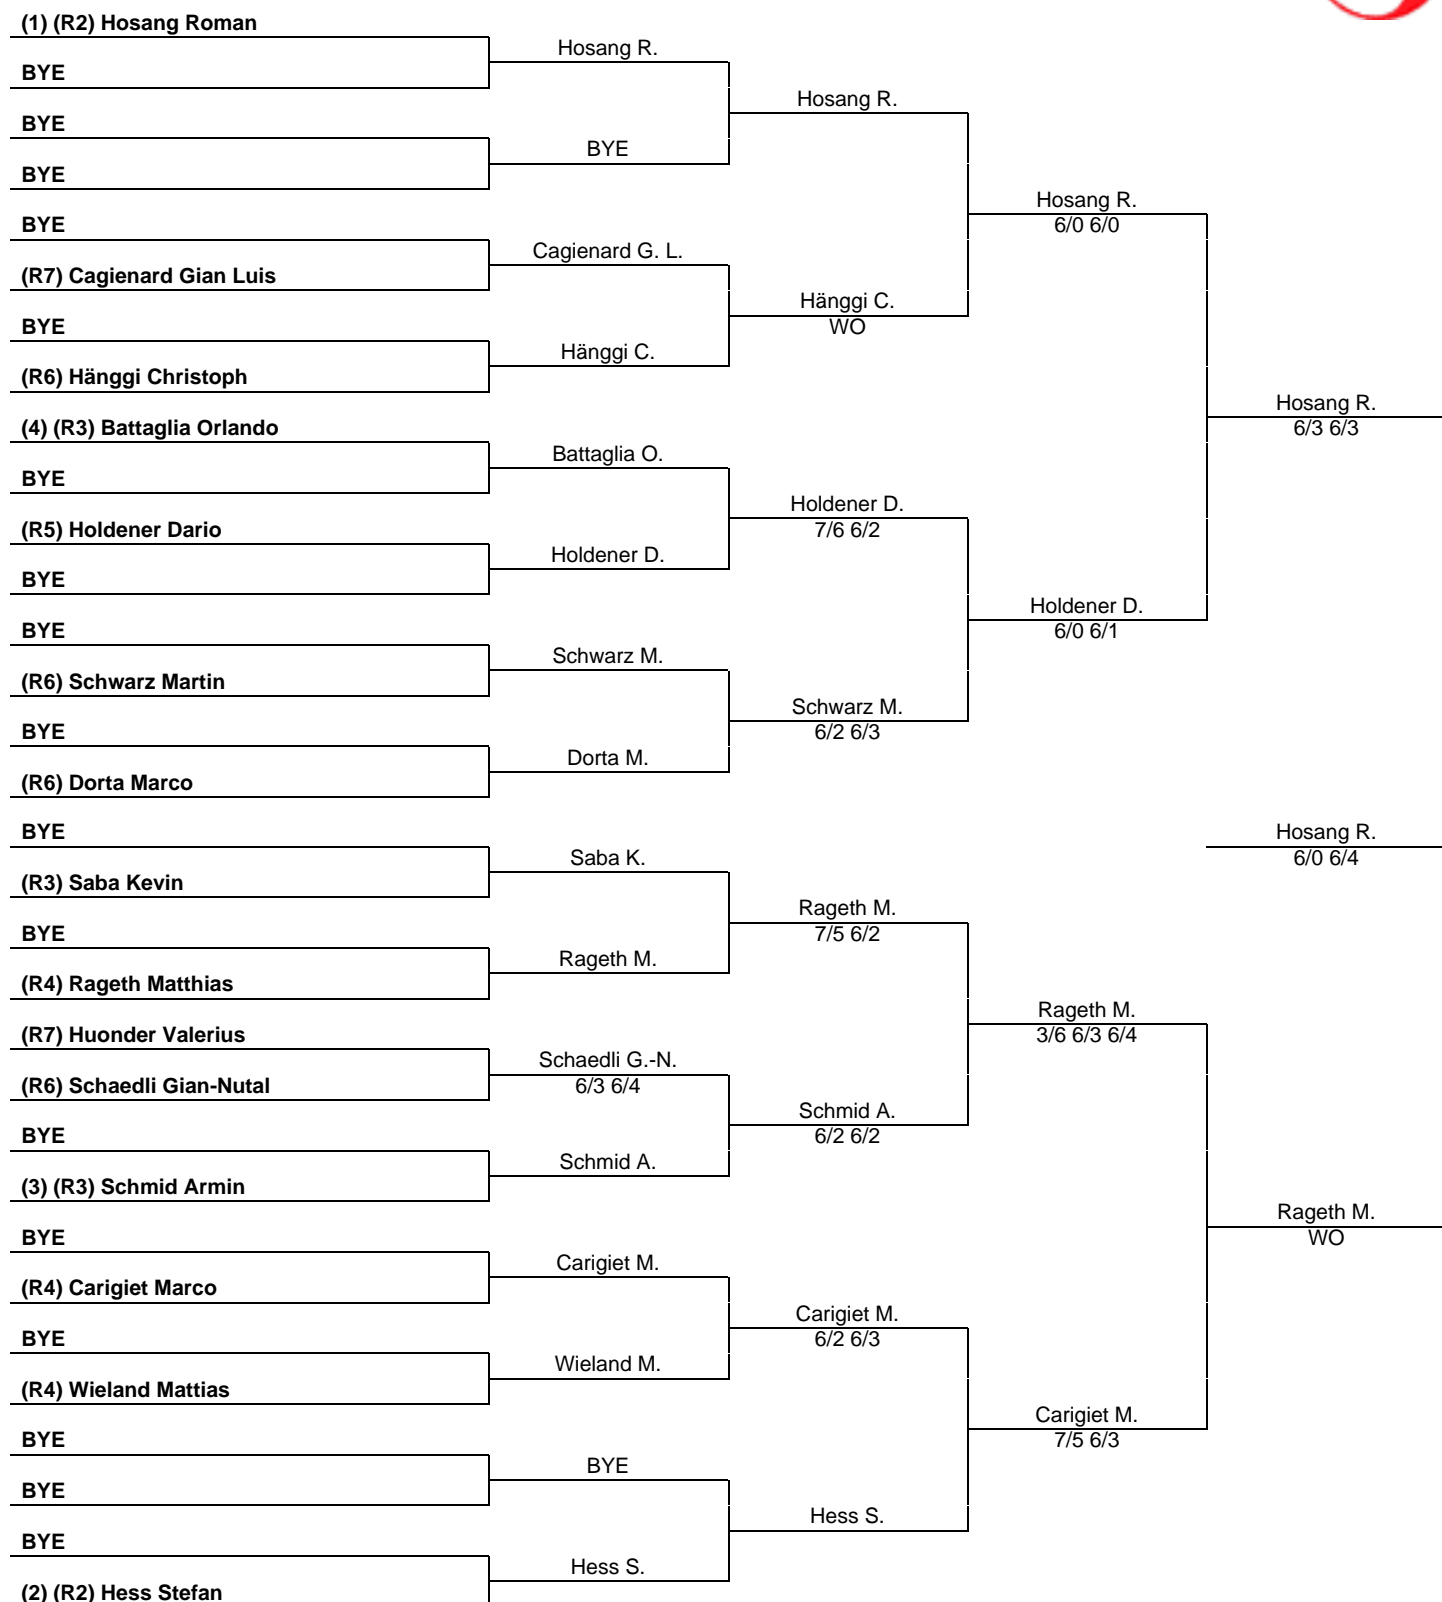 (1) (R2) Hosang Roman
Hosang R.
BYE
Hosang R.
BYE
BYE
BYE
Hosang R.
6/0 6/0
BYE
Cagienard G. L.
(R7) Cagienard Gian Luis
Hänggi C.
WO
BYE
Hänggi C.
(R6) Hänggi Christoph
Hosang R.
6/3 6/3
(4) (R3) Battaglia Orlando
Battaglia O.
BYE
Holdener D.
7/6 6/2
(R5) Holdener Dario
Holdener D.
BYE
Holdener D.
6/0 6/1
BYE
Schwarz M.
(R6) Schwarz Martin
Schwarz M.
6/2 6/3
BYE
Dorta M.
(R6) Dorta Marco
BYE
Hosang R.
6/0 6/4
Saba K.
(R3) Saba Kevin
Rageth M.
7/5 6/2
BYE
Rageth M.
(R4) Rageth Matthias
Rageth M.
3/6 6/3 6/4
(R7) Huonder Valerius
Schaedli G.-N.
6/3 6/4
(R6) Schaedli Gian-Nutal
Schmid A.
6/2 6/2
BYE
Schmid A.
(3) (R3) Schmid Armin
Rageth M.
WO
BYE
Carigiet M.
(R4) Carigiet Marco
Carigiet M.
6/2 6/3
BYE
Wieland M.
(R4) Wieland Mattias
Carigiet M.
7/5 6/3
BYE
BYE
BYE
Hess S.
BYE
Hess S.
(2) (R2) Hess Stefan